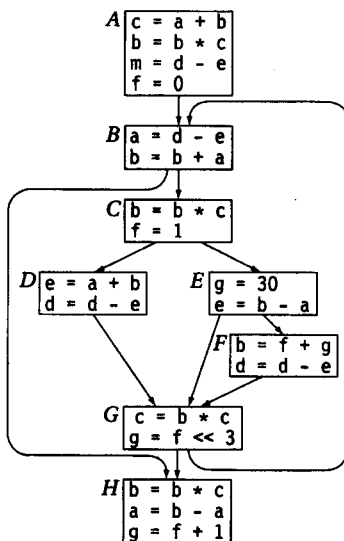 A
c = a + b
b = b * c
m = d - e
f = 0
B
a = d - e
b = b + a
C
b = b * c
f = 1
D
e = a + b
d = d - e
E
g = 30
e = b - a
F
b = f + g
d = d - e
G
c = b * c
g = f << 3
H
b = b * c
a = b - a
g = f + 1